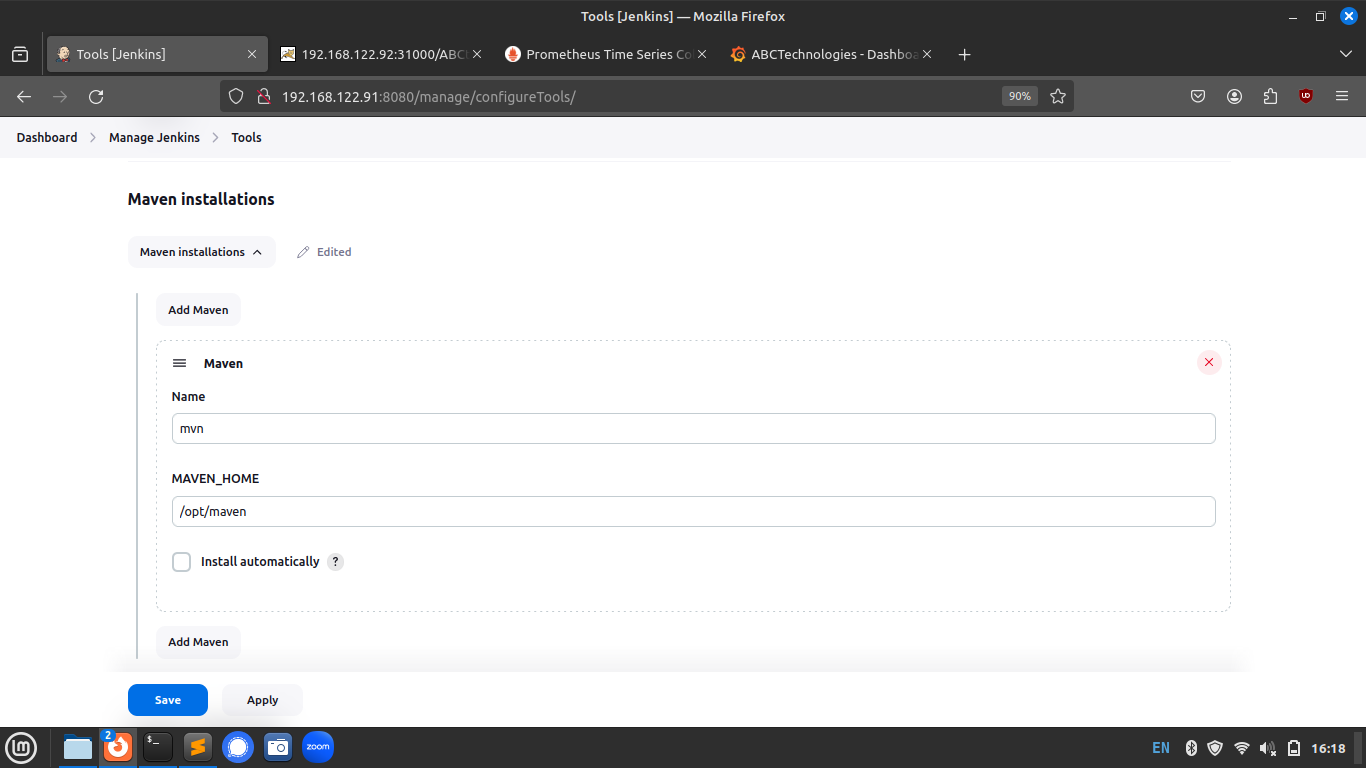 Tools [Jenkins] — Mozilla Firefox
Tools [Jenkins]
192.168.122.92:31000/ABC
Prometheus Time Series Co
ABCTechnologies - Dashboa
192.168.122.91:8080/manage/configureTools/
90%
Dashboard
Manage Jenkins
Tools
Maven installations
Maven installations
Edited
Add Maven
Maven
Name
mvn
MAVEN_HOME
/opt/maven
Install automatically ?
Add Maven
Save
Apply
2
zoom
EN
16:18